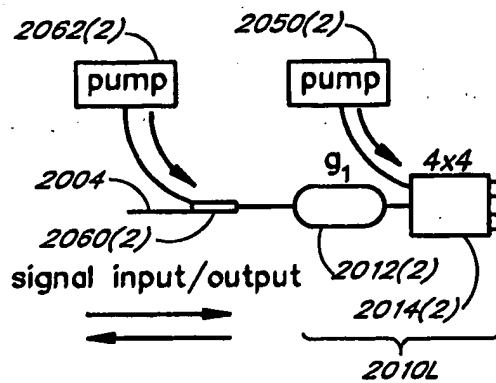 2062(2)
2050(2)
pump
pump
g1
4x4
2004
2060(2)
2012(2)
signal input/output
2014(2)
2010L